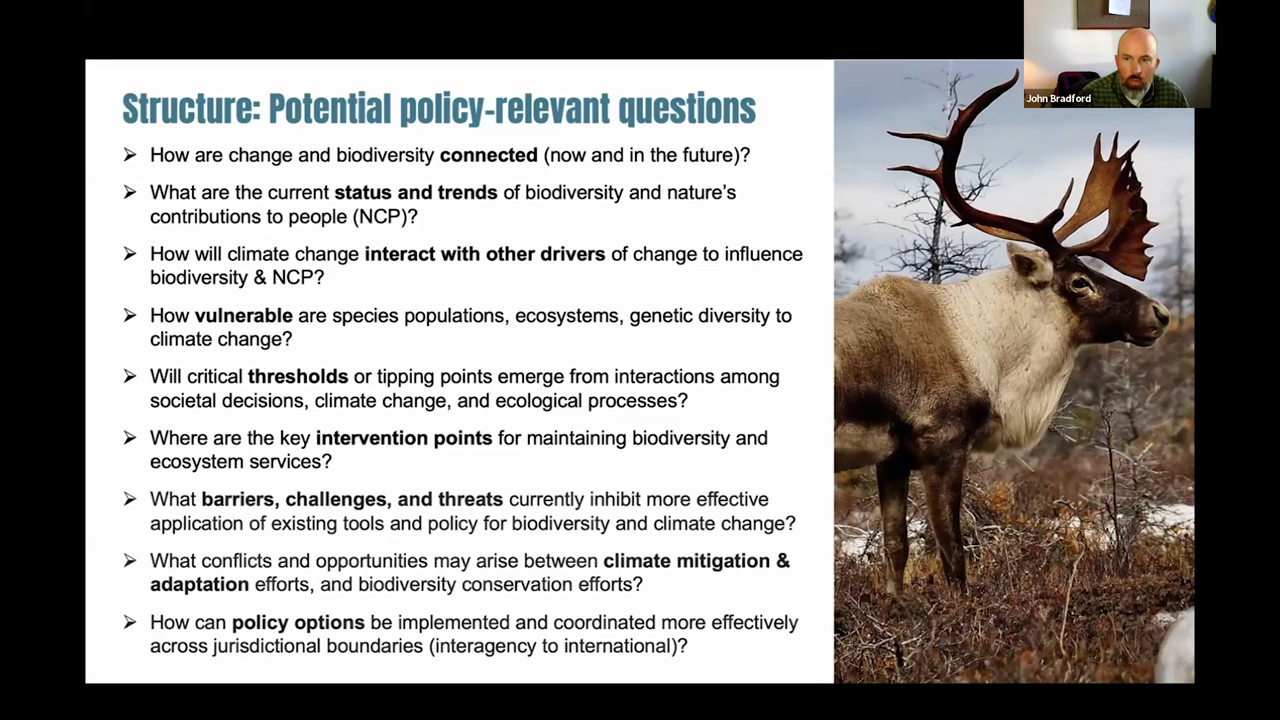 John Bradford
Structure: Potential policy-relevant questions
➢ How are change and biodiversity connected (now and in the future)?
➢ What are the current status and trends of biodiversity and nature's
contributions to people (NCP)?
➢ How will climate change interact with other drivers of change to influence
biodiversity & NCP?
➢ How vulnerable are species populations, ecosystems, genetic diversity to
climate change?
➢ Will critical thresholds or tipping points emerge from interactions among
societal decisions, climate change, and ecological processes?
➢ Where are the key intervention points for maintaining biodiversity and
ecosystem services?
➢ What barriers, challenges, and threats currently inhibit more effective
application of existing tools and policy for biodiversity and climate change?
➢ What conflicts and opportunities may arise between climate mitigation &
adaptation efforts, and biodiversity conservation efforts?
➢ How can policy options be implemented and coordinated more effectively
across jurisdictional boundaries (interagency to international)?